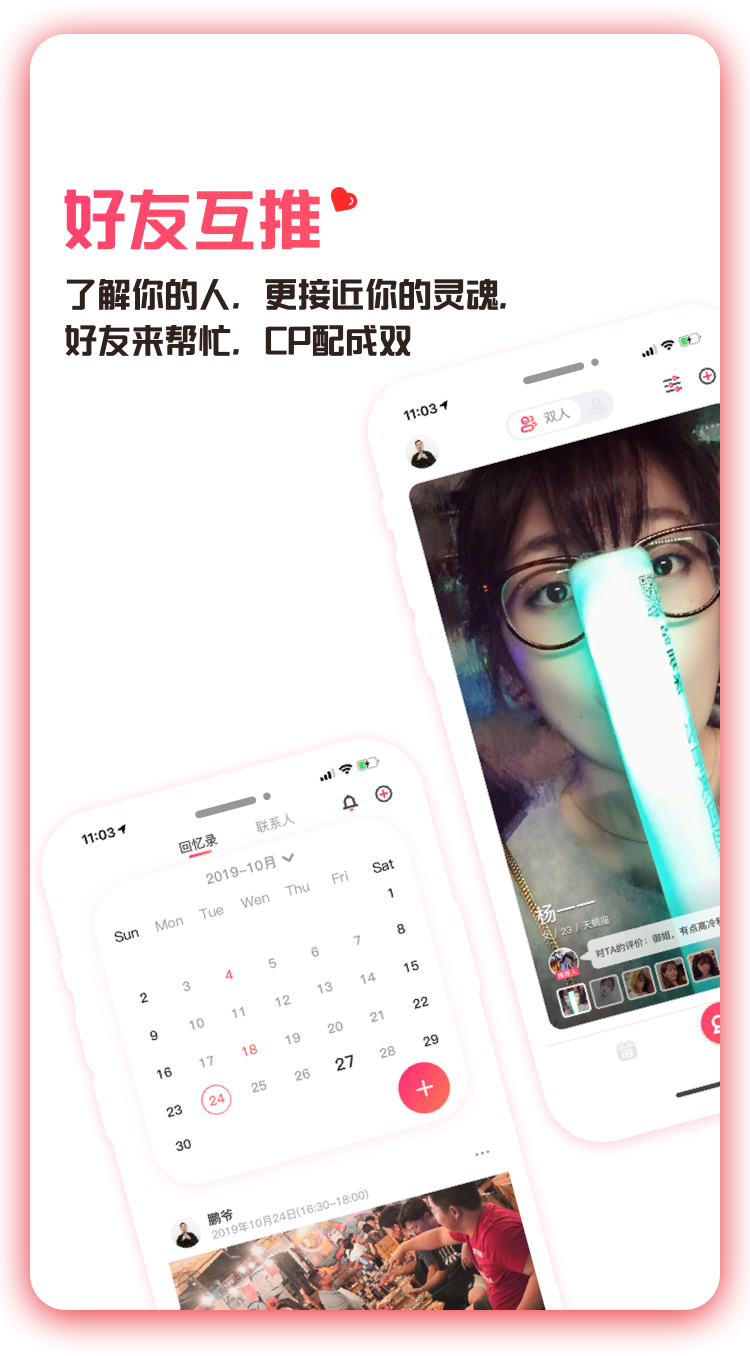 好友互推
了解你的人，更接近你的灵魂，
好友来帮忙，CP配成双
11:03
双人
杨一一
女 / 23 / 天蝎座
推荐人
对TA的评价：御姐，有点高冷
18
11:03
回忆录
联系人
2019-10月
Sun Mon Tue Wen Thu Fri Sat
1
2 3 4 5 6 7 8
9 10 11 12 13 14 15
16 17 18 19 20 21 22
23 24 25 26 27 28 29
30
鹏爷
2019年10月24日(16:30-18:00)